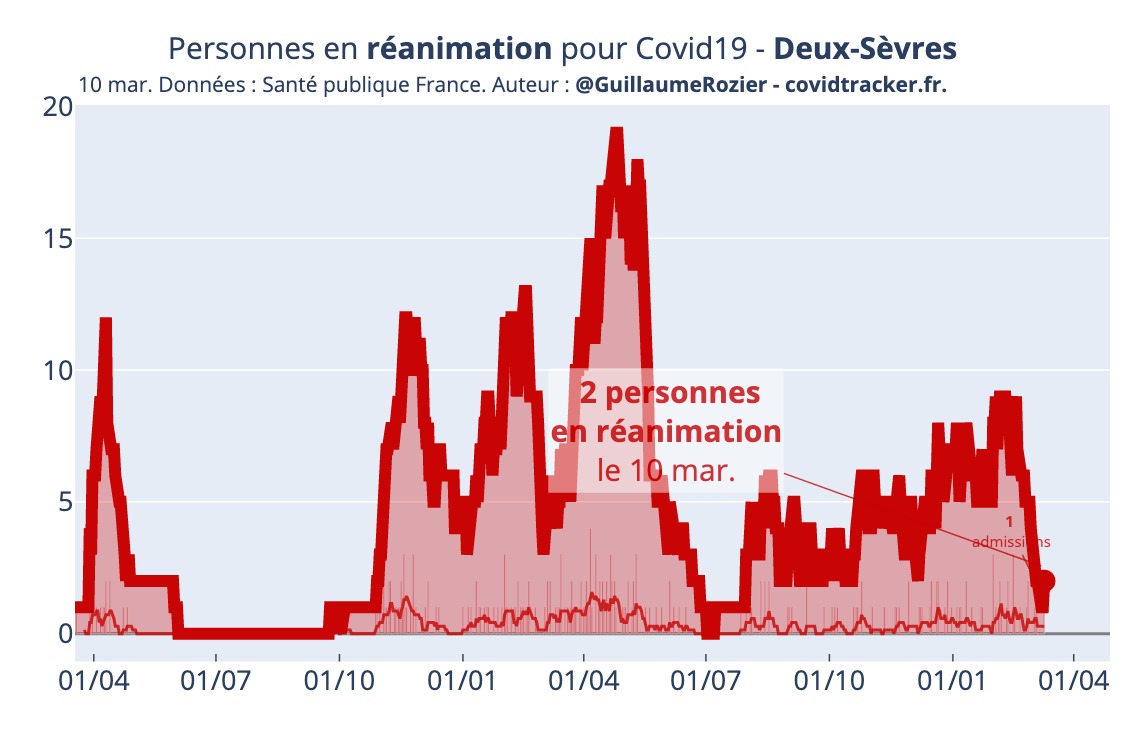 Personnes en réanimation pour Covid19 - Deux-Sèvres
10 mar. Données : Santé publique France. Auteur : @GuillaumeRozier - covidtracker.fr.
20
15
10
5
0
2 personnes
en réanimation
le 10 mar.
1
admissions
01/04
01/07
01/10
01/01
01/04
01/07
01/10
01/01
01/04